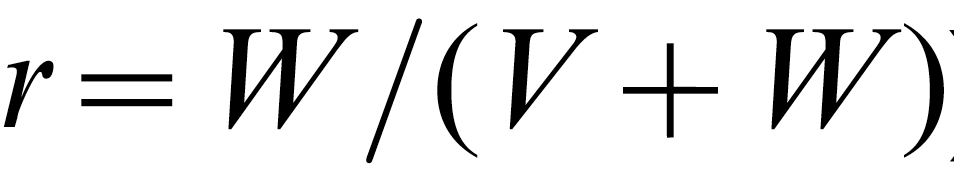 r = W/(V + W)